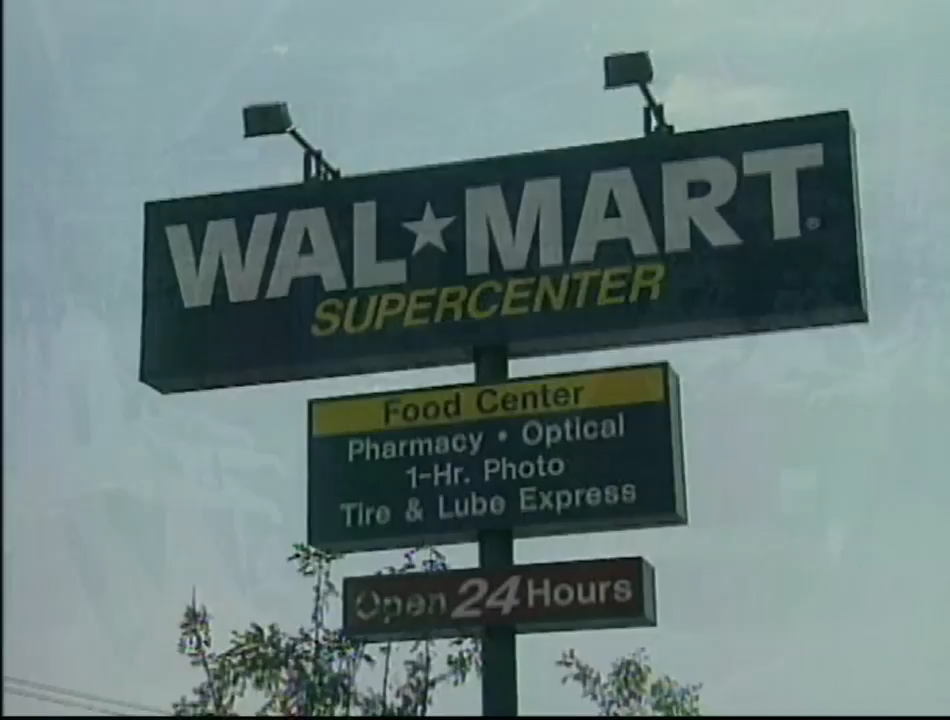 WAL★MART®
SUPERCENTER
Food Center
Pharmacy • Optical
1-Hr. Photo
Tire & Lube Express
Open 24 Hours